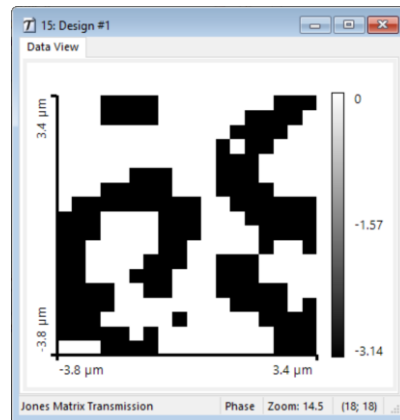 15: Design #1
Data View
3.4 µm
0
-1.57
-3.8 µm
-3.14
-3.8 µm
3.4 µm
Jones Matrix Transmission Phase Zoom: 14.5 (18; 18)